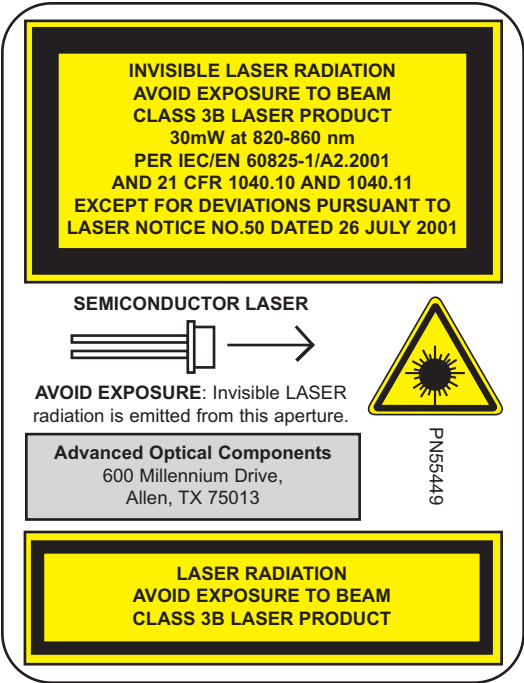 INVISIBLE LASER RADIATION
AVOID EXPOSURE TO BEAM
CLASS 3B LASER PRODUCT
30mW at 820-860 nm
PER IEC/EN 60825-1/A2.2001
AND 21 CFR 1040.10 AND 1040.11
EXCEPT FOR DEVIATIONS PURSUANT TO
LASER NOTICE NO.50 DATED 26 JULY 2001
SEMICONDUCTOR LASER
AVOID EXPOSURE: Invisible LASER
radiation is emitted from this aperture.
PN55449
Advanced Optical Components
600 Millennium Drive,
Allen, TX 75013
LASER RADIATION
AVOID EXPOSURE TO BEAM
CLASS 3B LASER PRODUCT